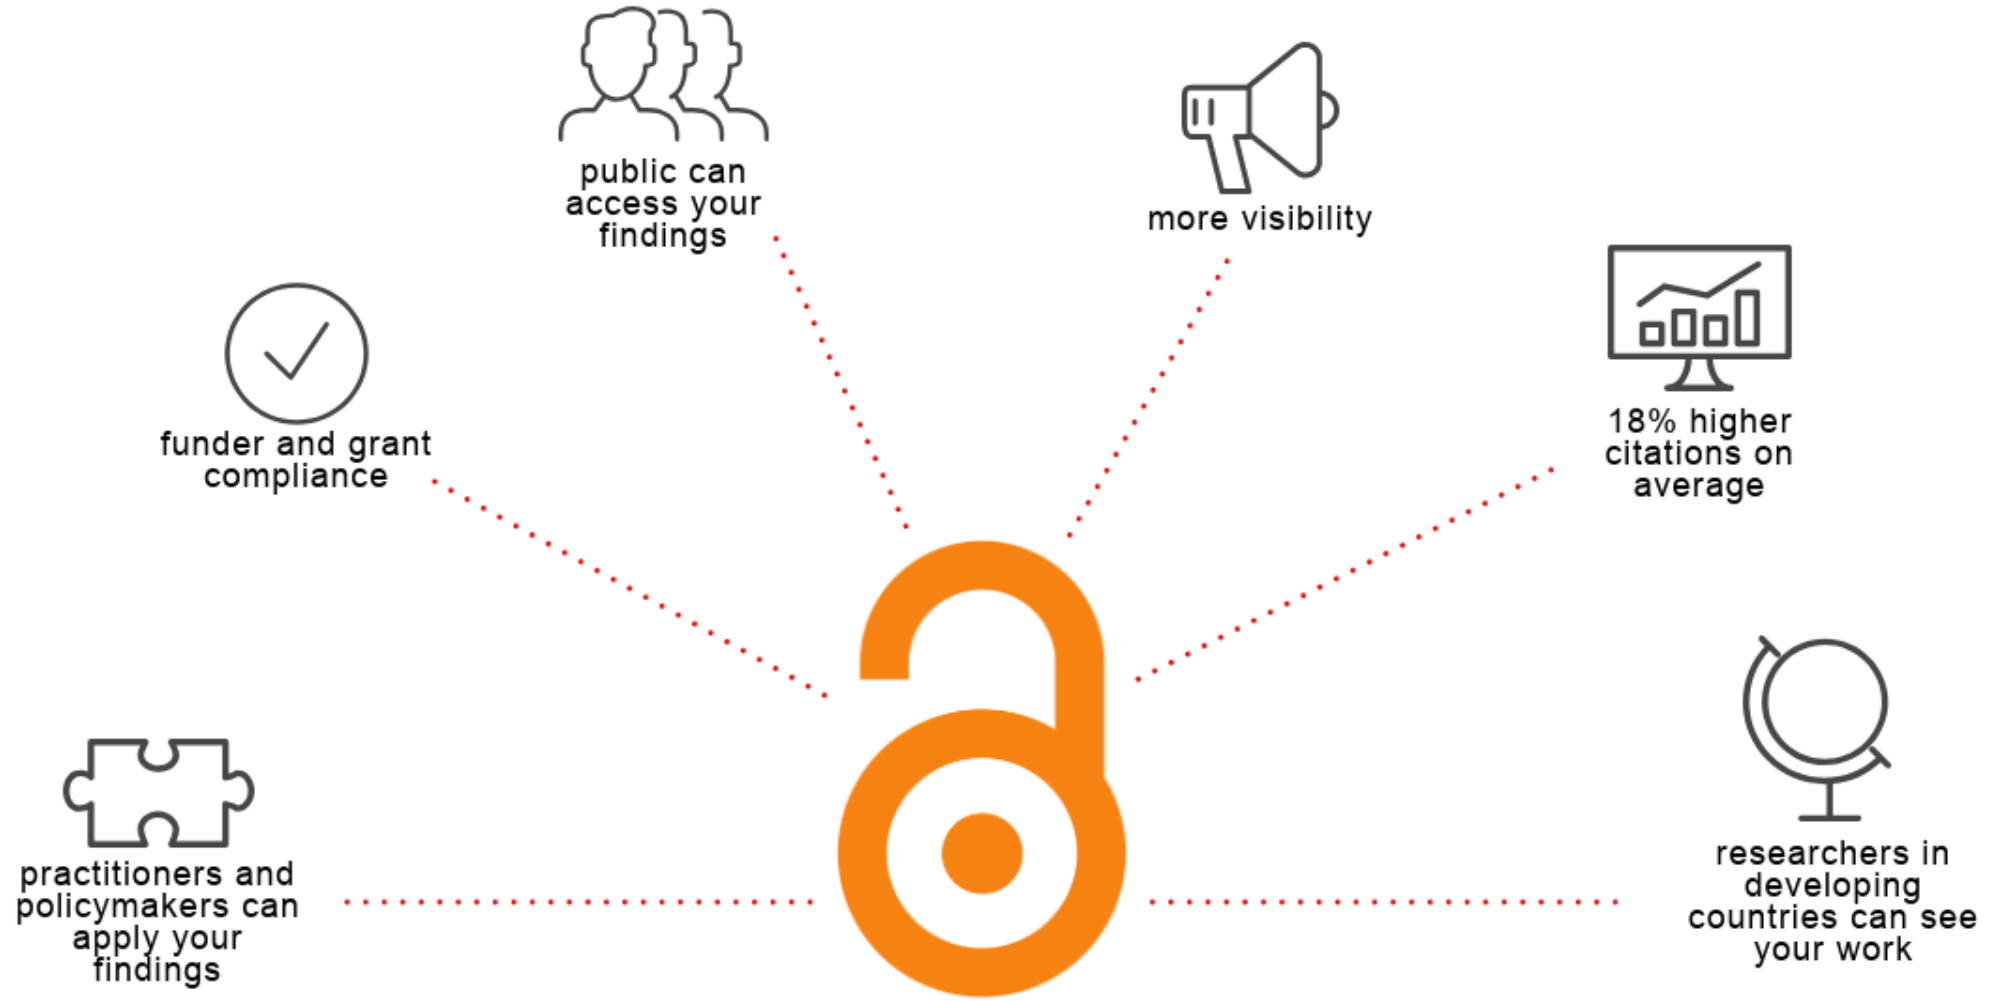 public can
access your
findings
more visibility
funder and grant
compliance
18% higher
citations on
average
practitioners and
policymakers can
apply your
findings
researchers in
developing
countries can see
your work